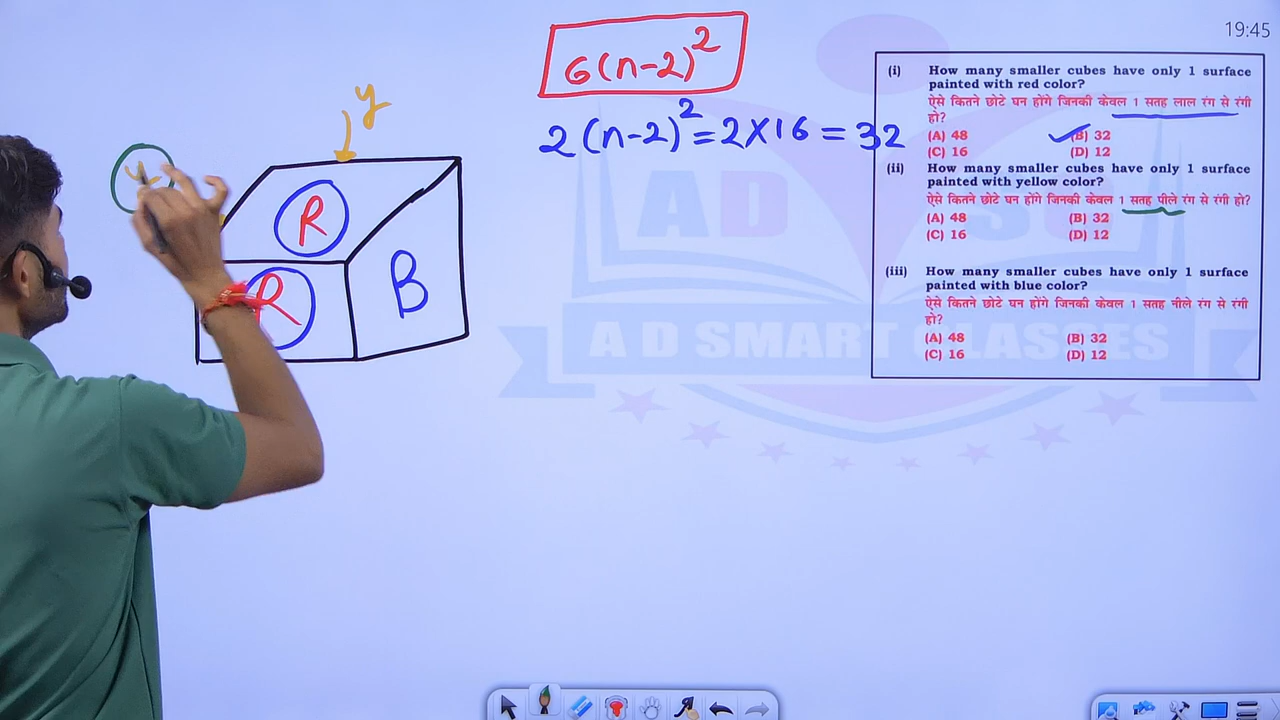 19:45
6(n-2)²
2(n-2)²=2×16=32
y
y
R
R
B
(i) How many smaller cubes have only 1 surface
painted with red color?
ऐसे कितने छोटे घन होंगे जिनकी केवल 1 सतह लाल रंग से रंगी
हो?
(A) 48 (B) 32
(C) 16 (D) 12
(ii) How many smaller cubes have only 1 surface
painted with yellow color?
ऐसे कितने छोटे घन होंगे जिनकी केवल 1 सतह पीले रंग से रंगी हो?
(A) 48 (B) 32
(C) 16 (D) 12
(iii) How many smaller cubes have only 1 surface
painted with blue color?
ऐसे कितने छोटे घन होंगे जिनकी केवल 1 सतह नीले रंग से रंगी
हो?
(A) 48 (B) 32
(C) 16 (D) 12
A D SMART CLASSES